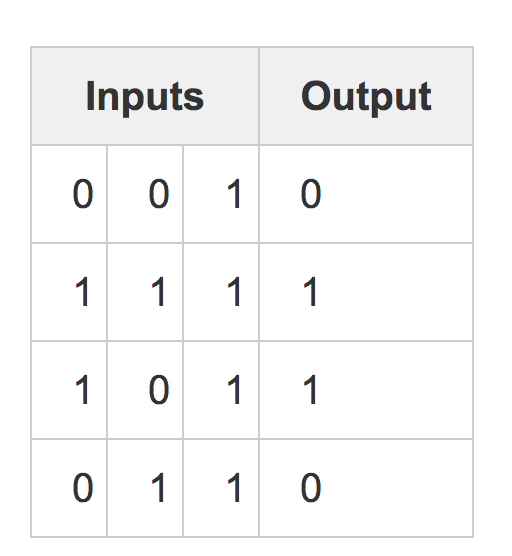 Inputs Output
0 0 1 0
1 1 1 1
1 0 1 1
0 1 1 0